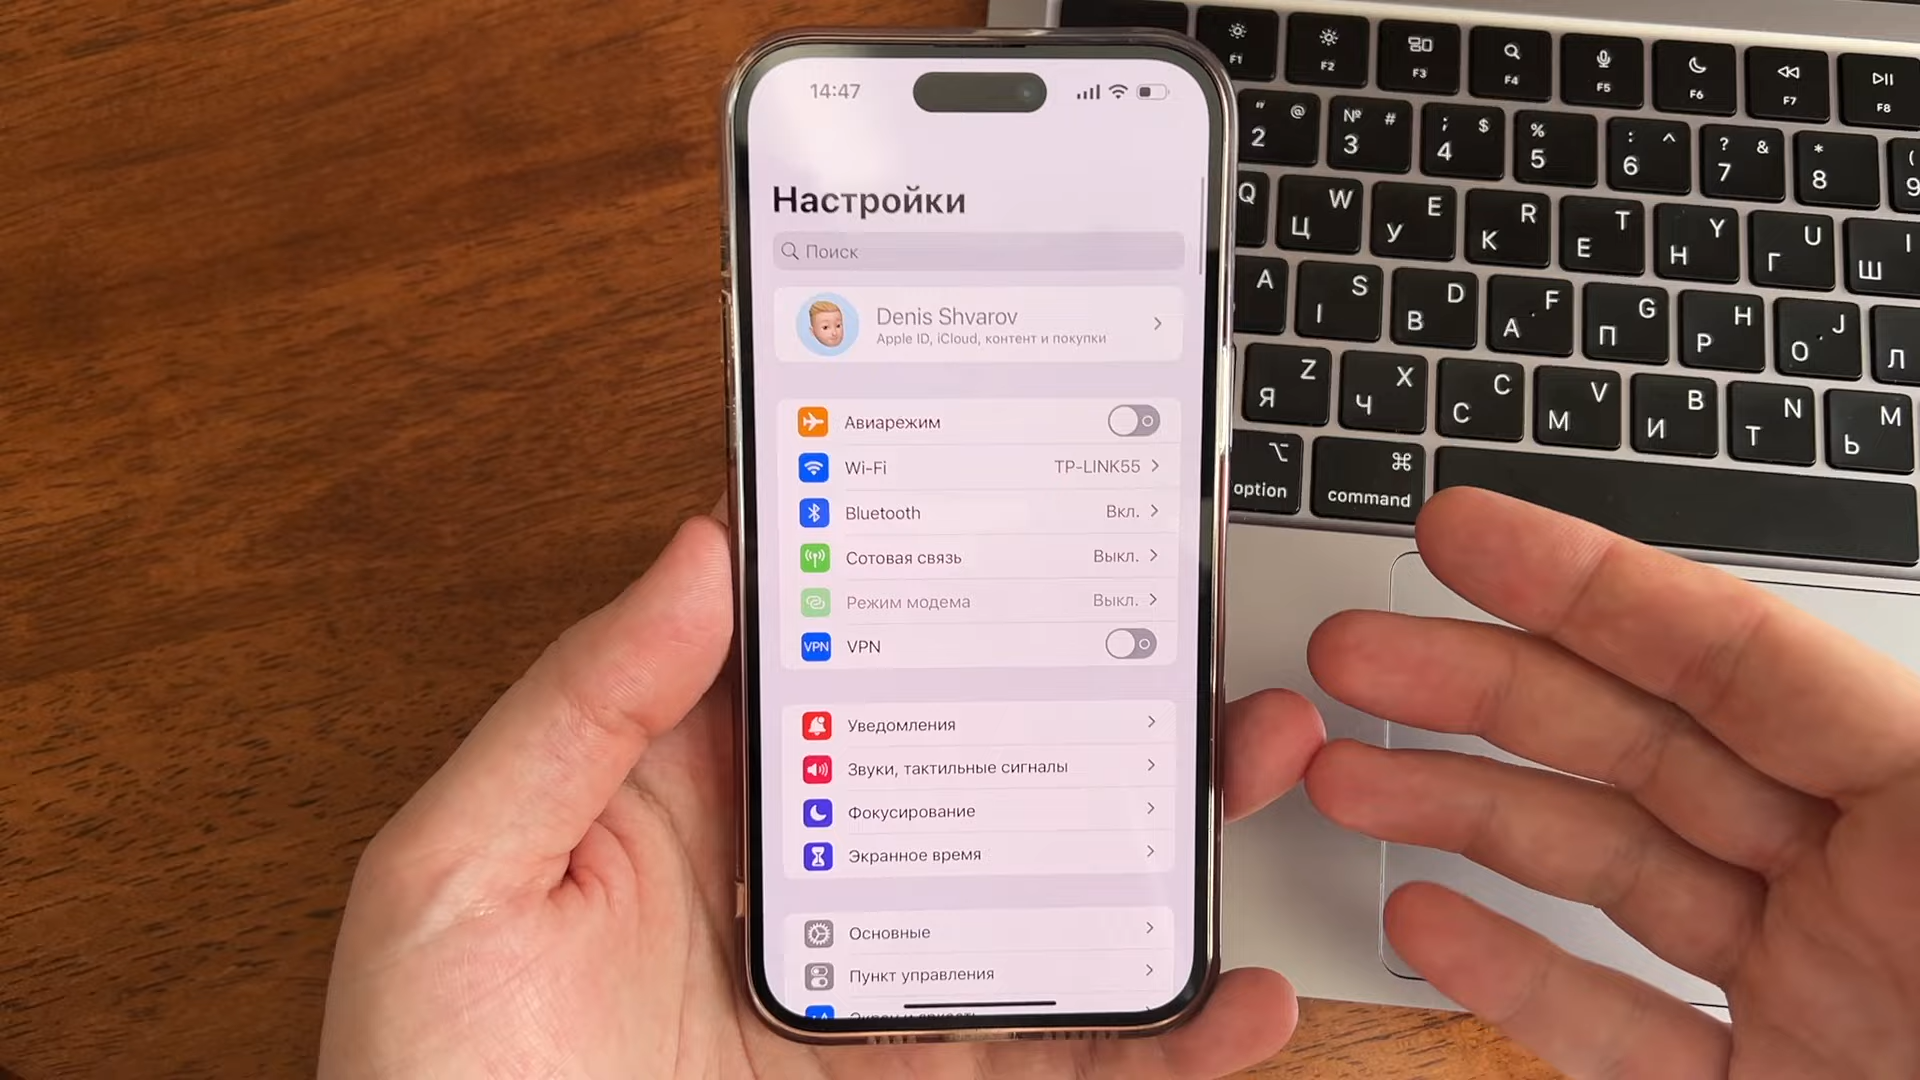 14:47
Настройки
Поиск
Denis Shvarov
Apple ID, iCloud, контент и покупки
Авиарежим
Wi-Fi TP-LINK55
Bluetooth Вкл.
Сотовая связь Выкл.
Режим модема Выкл.
VPN VPN
Уведомления
Звуки, тактильные сигналы
Фокусирование
Экранное время
Основные
Пункт управления
F1 F2 F3 F4 F5 F6 F7 F8
" @ № # ; $ % : ^ ? & * (
2 3 4 5 6 7 8 9
Q W E R T Y U I
Ц У К Е Н Г Ш
A S D F G H J
І В А П Р О Л
Z X C V B N M
Я Ч С М И Т Ь
⌥ ⌘
option command